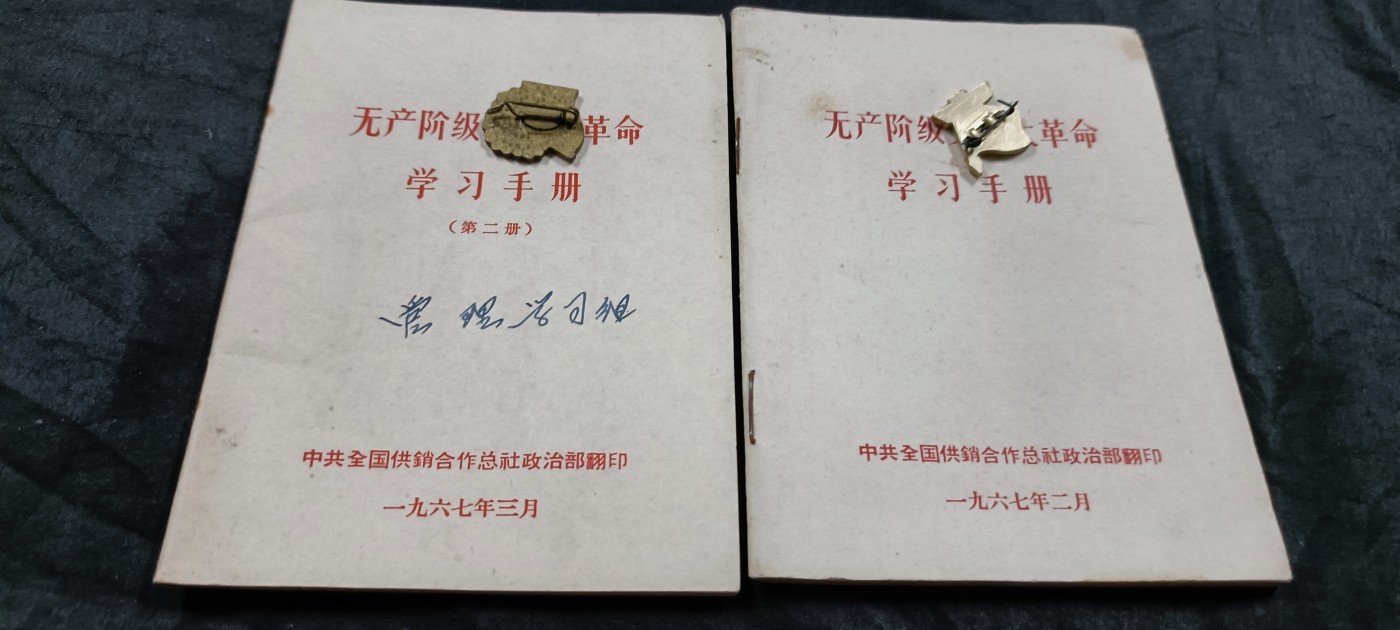 无产阶级 革命
学习手册
（第二册）
管理学习组
中共全国供銷合作总社政治部翻印
一九六七年三月
无产阶级 革命
学习手册
中共全国供銷合作总社政治部翻印
一九六七年二月